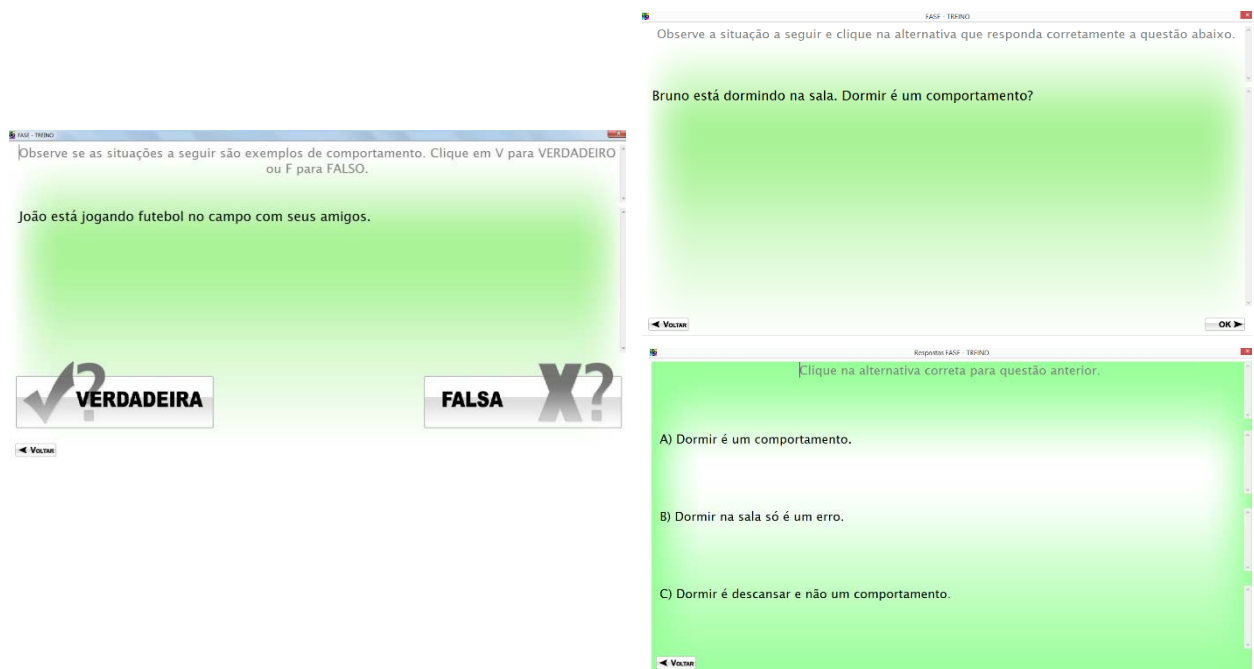 FASE - TREINO
Observe se as situações a seguir são exemplos de comportamento. Clique em V para VERDADEIRO
ou F para FALSO.
João está jogando futebol no campo com seus amigos.
VERDADEIRA
FALSA
VOLTAR
FASE - TREINO
Observe a situação a seguir e clique na alternativa que responda corretamente a questão abaixo.
Bruno está dormindo na sala. Dormir é um comportamento?
VOLTAR
OK
Respostas FASE - TREINO
Clique na alternativa correta para questão anterior.
A) Dormir é um comportamento.
B) Dormir na sala só é um erro.
C) Dormir é descansar e não um comportamento.
VOLTAR